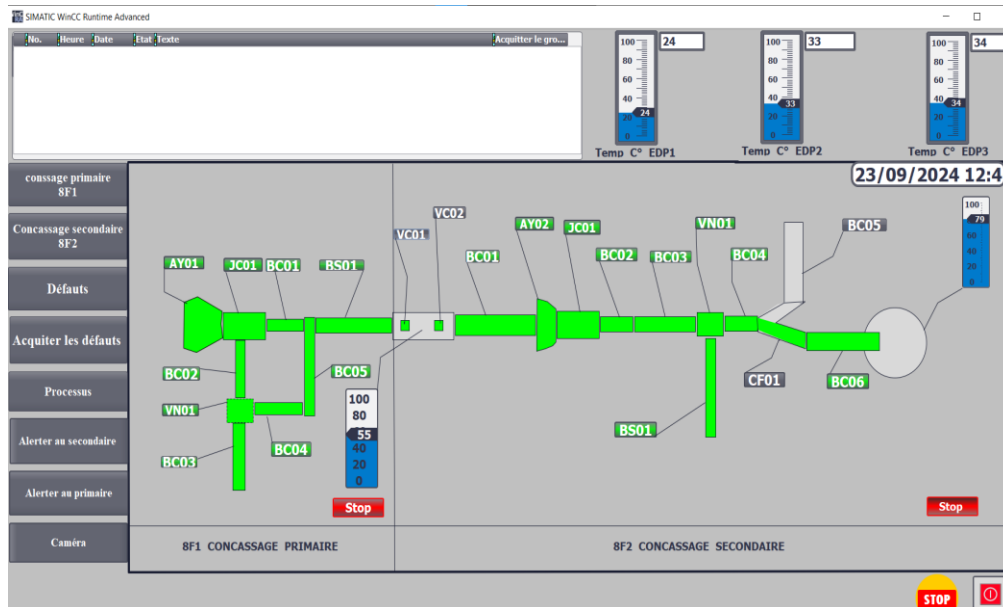 SIMATIC WinCC Runtime Advanced
No. Heure Date Etat Texte Acquitter le gro...
100 24
80
60
40
24
20
0
Temp C° EDP1
100 33
80
60
40
33
20
0
Temp C° EDP2
100 34
80
60
40
34
20
0
Temp C° EDP3
conssage primaire
8F1
Concassage secondaire
8F2
Défauts
Acquiter les défauts
Processus
Alerter au secondaire
Alerter au primaire
Caméra
23/09/2024 12:4
AY01 JC01 BC01 BS01
BC02
VN01
BC03
BC04
BC05
100
80
55
40
20
0
Stop
8F1 CONCASSAGE PRIMAIRE
VC01 VC02
BC01 AY02 JC01 BC02 BC03 VN01 BC04 BC05
CF01 BC06
BS01
100
79
60
40
20
0
Stop
8F2 CONCASSAGE SECONDAIRE
STOP